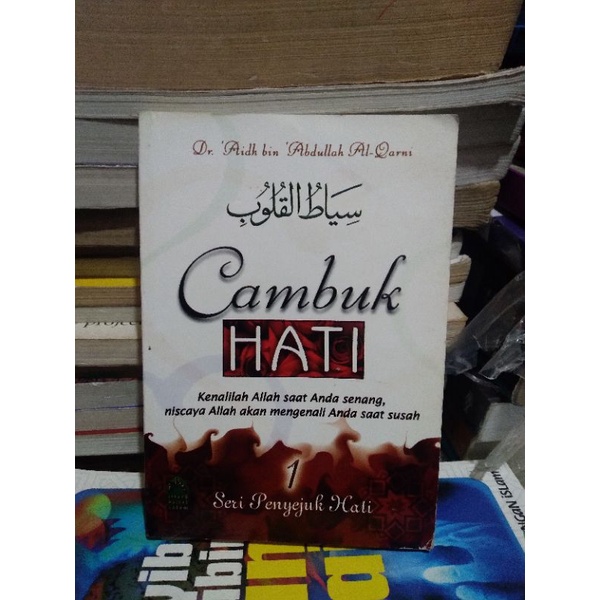 Dr. 'Aidh bin 'Abdullah Al-Qarni
سِيَاطُ القُلُوْبِ
Cambuk
HATI
Kenalilah Allah saat Anda senang,
niscaya Allah akan mengenali Anda saat susah
1
Seri Penyejuk Hati